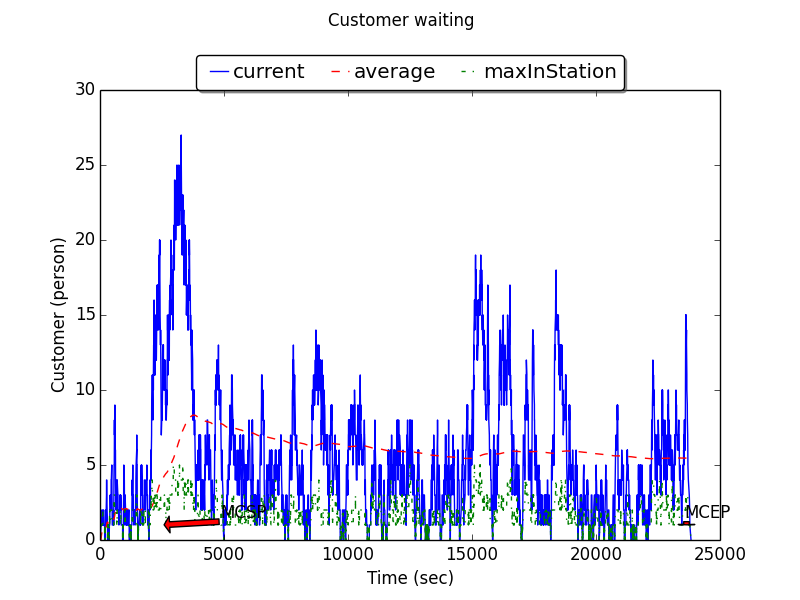 Customer waiting
current average maxInStation
30
25
20
15
10
5
0
Customer (person)
MCSP
MCEP
0 5000 10000 15000 20000 25000
Time (sec)